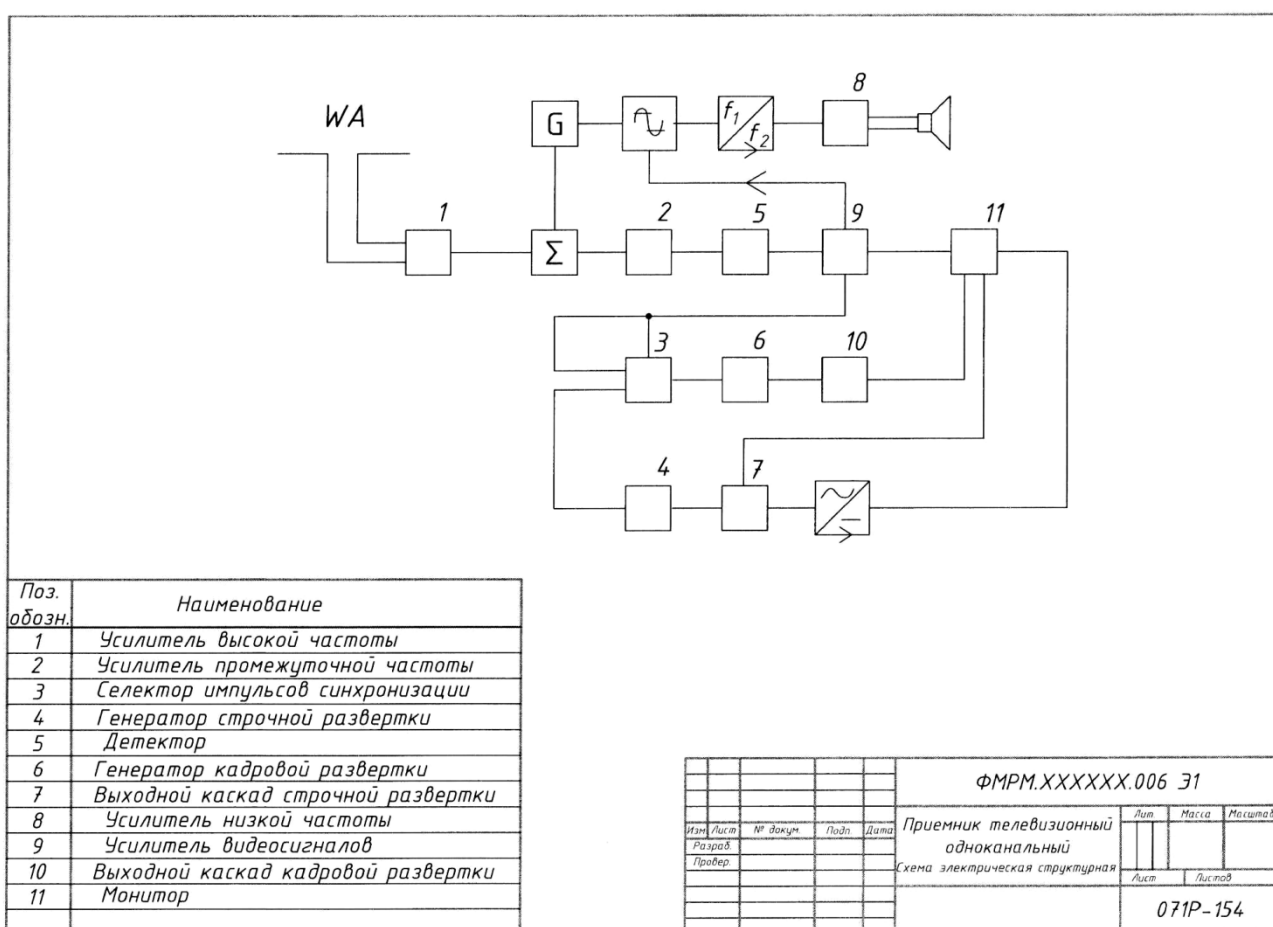 WA
1
G
Σ
f1
f2
8
2
5
9
11
3
6
10
4
7
Поз. обозн.
Наименование
1 Усилитель высокой частоты
2 Усилитель промежуточной частоты
3 Селектор импульсов синхронизации
4 Генератор строчной развертки
5 Детектор
6 Генератор кадровой развертки
7 Выходной каскад строчной развертки
8 Усилитель низкой частоты
9 Усилитель видеосигналов
10 Выходной каскад кадровой развертки
11 Монитор
ФМРМ.XXXXXX.006 Э1
Изм. Лист № докум. Подп. Дата
Разраб.
Провер.
Приемник телевизионный
одноканальный
Схема электрическая структурная
Лит. Масса Масштаб
Лист Листов
071Р-154